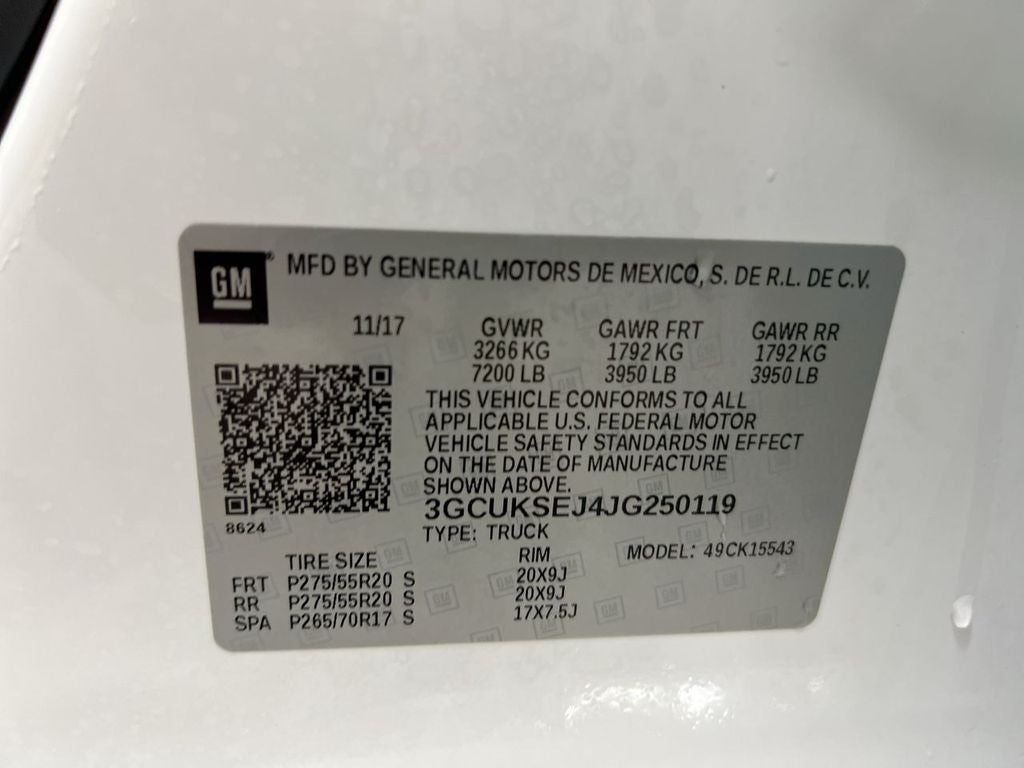 GM ® MFD BY GENERAL MOTORS DE MEXICO, S. DE R.L. DE C.V.
11/17 GVWR GAWR FRT GAWR RR
3266 KG 1792 KG 1792 KG
7200 LB 3950 LB 3950 LB
THIS VEHICLE CONFORMS TO ALL
APPLICABLE U.S. FEDERAL MOTOR
VEHICLE SAFETY STANDARDS IN EFFECT
ON THE DATE OF MANUFACTURE
SHOWN ABOVE.
3GCUKSEJ4JG250119
8624
TYPE: TRUCK MODEL: 49CK15543
TIRE SIZE RIM
FRT P275/55R20 S 20X9J
RR P275/55R20 S 20X9J
SPA P265/70R17 S 17X7.5J